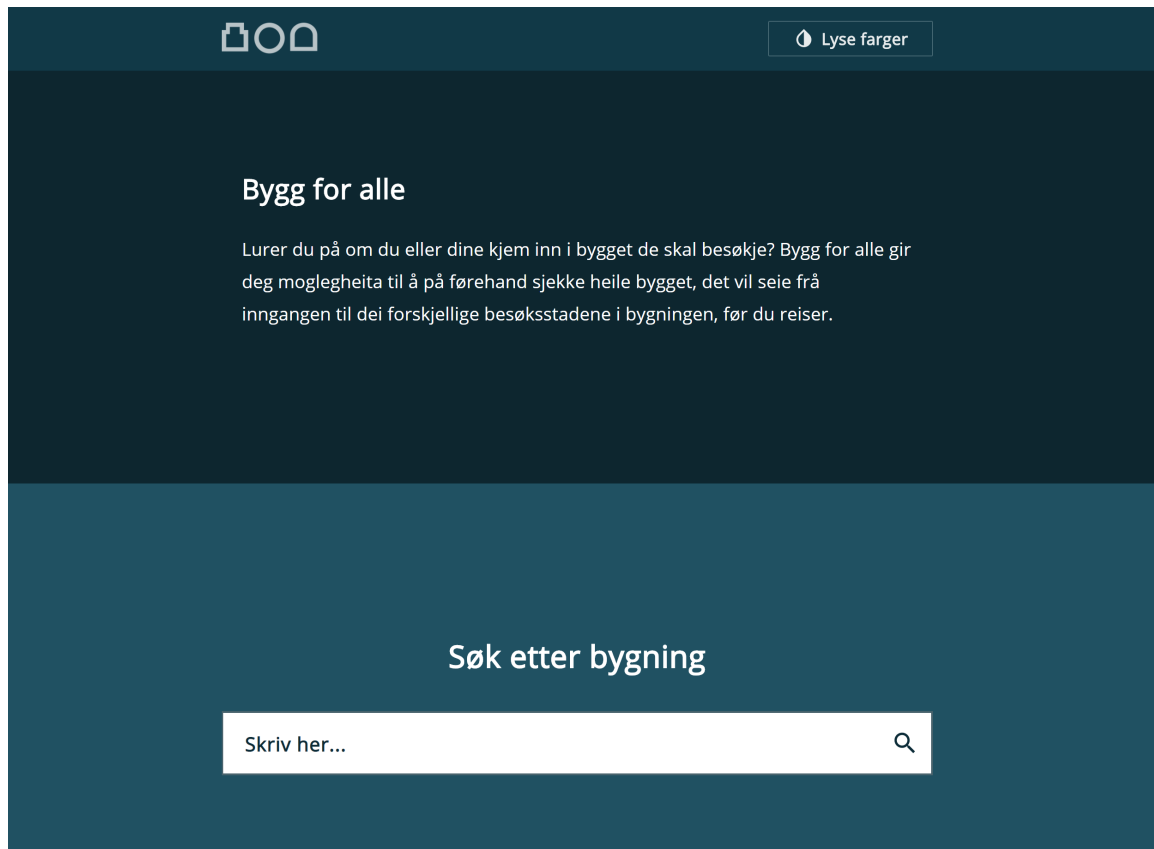 Lyse farger
Bygg for alle
Lurer du på om du eller dine kjem inn i bygget de skal besøkje? Bygg for alle gir
deg moglegheita til å på førehand sjekke heile bygget, det vil seie frå
inngangen til dei forskjellige besøksstadene i bygningen, før du reiser.
Søk etter bygning
Skriv her...